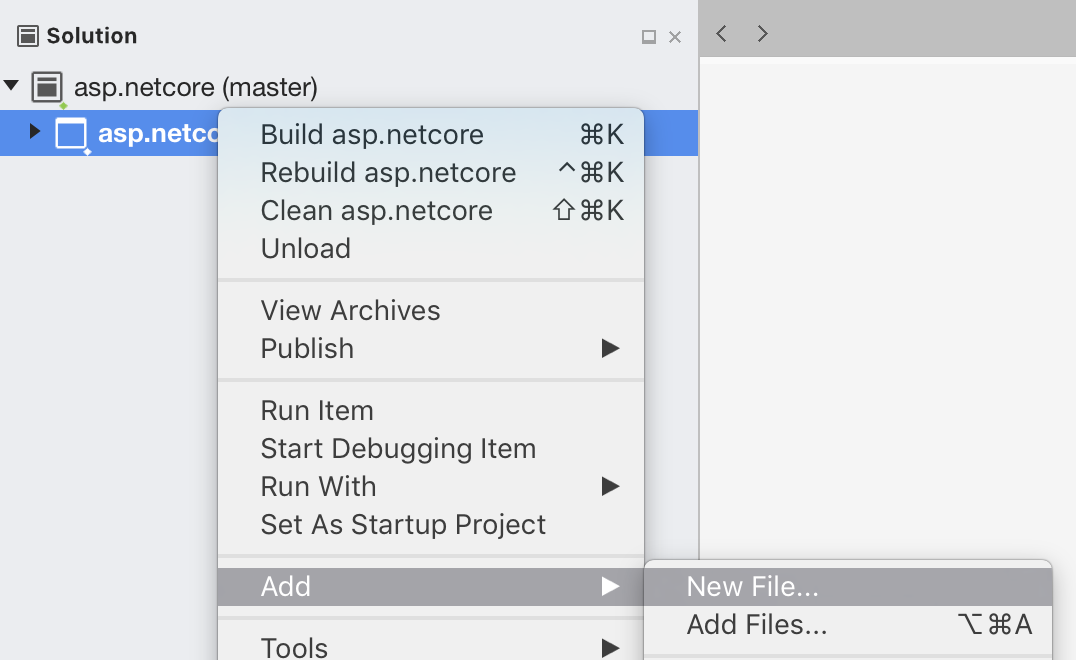 Solution
asp.netcore (master)
asp.netco
Build asp.netcore ⌘K
Rebuild asp.netcore ^⌘K
Clean asp.netcore ⇧⌘K
Unload
View Archives
Publish
Run Item
Start Debugging Item
Run With
Set As Startup Project
Add
New File...
Add Files... ⌥⌘A
Tools